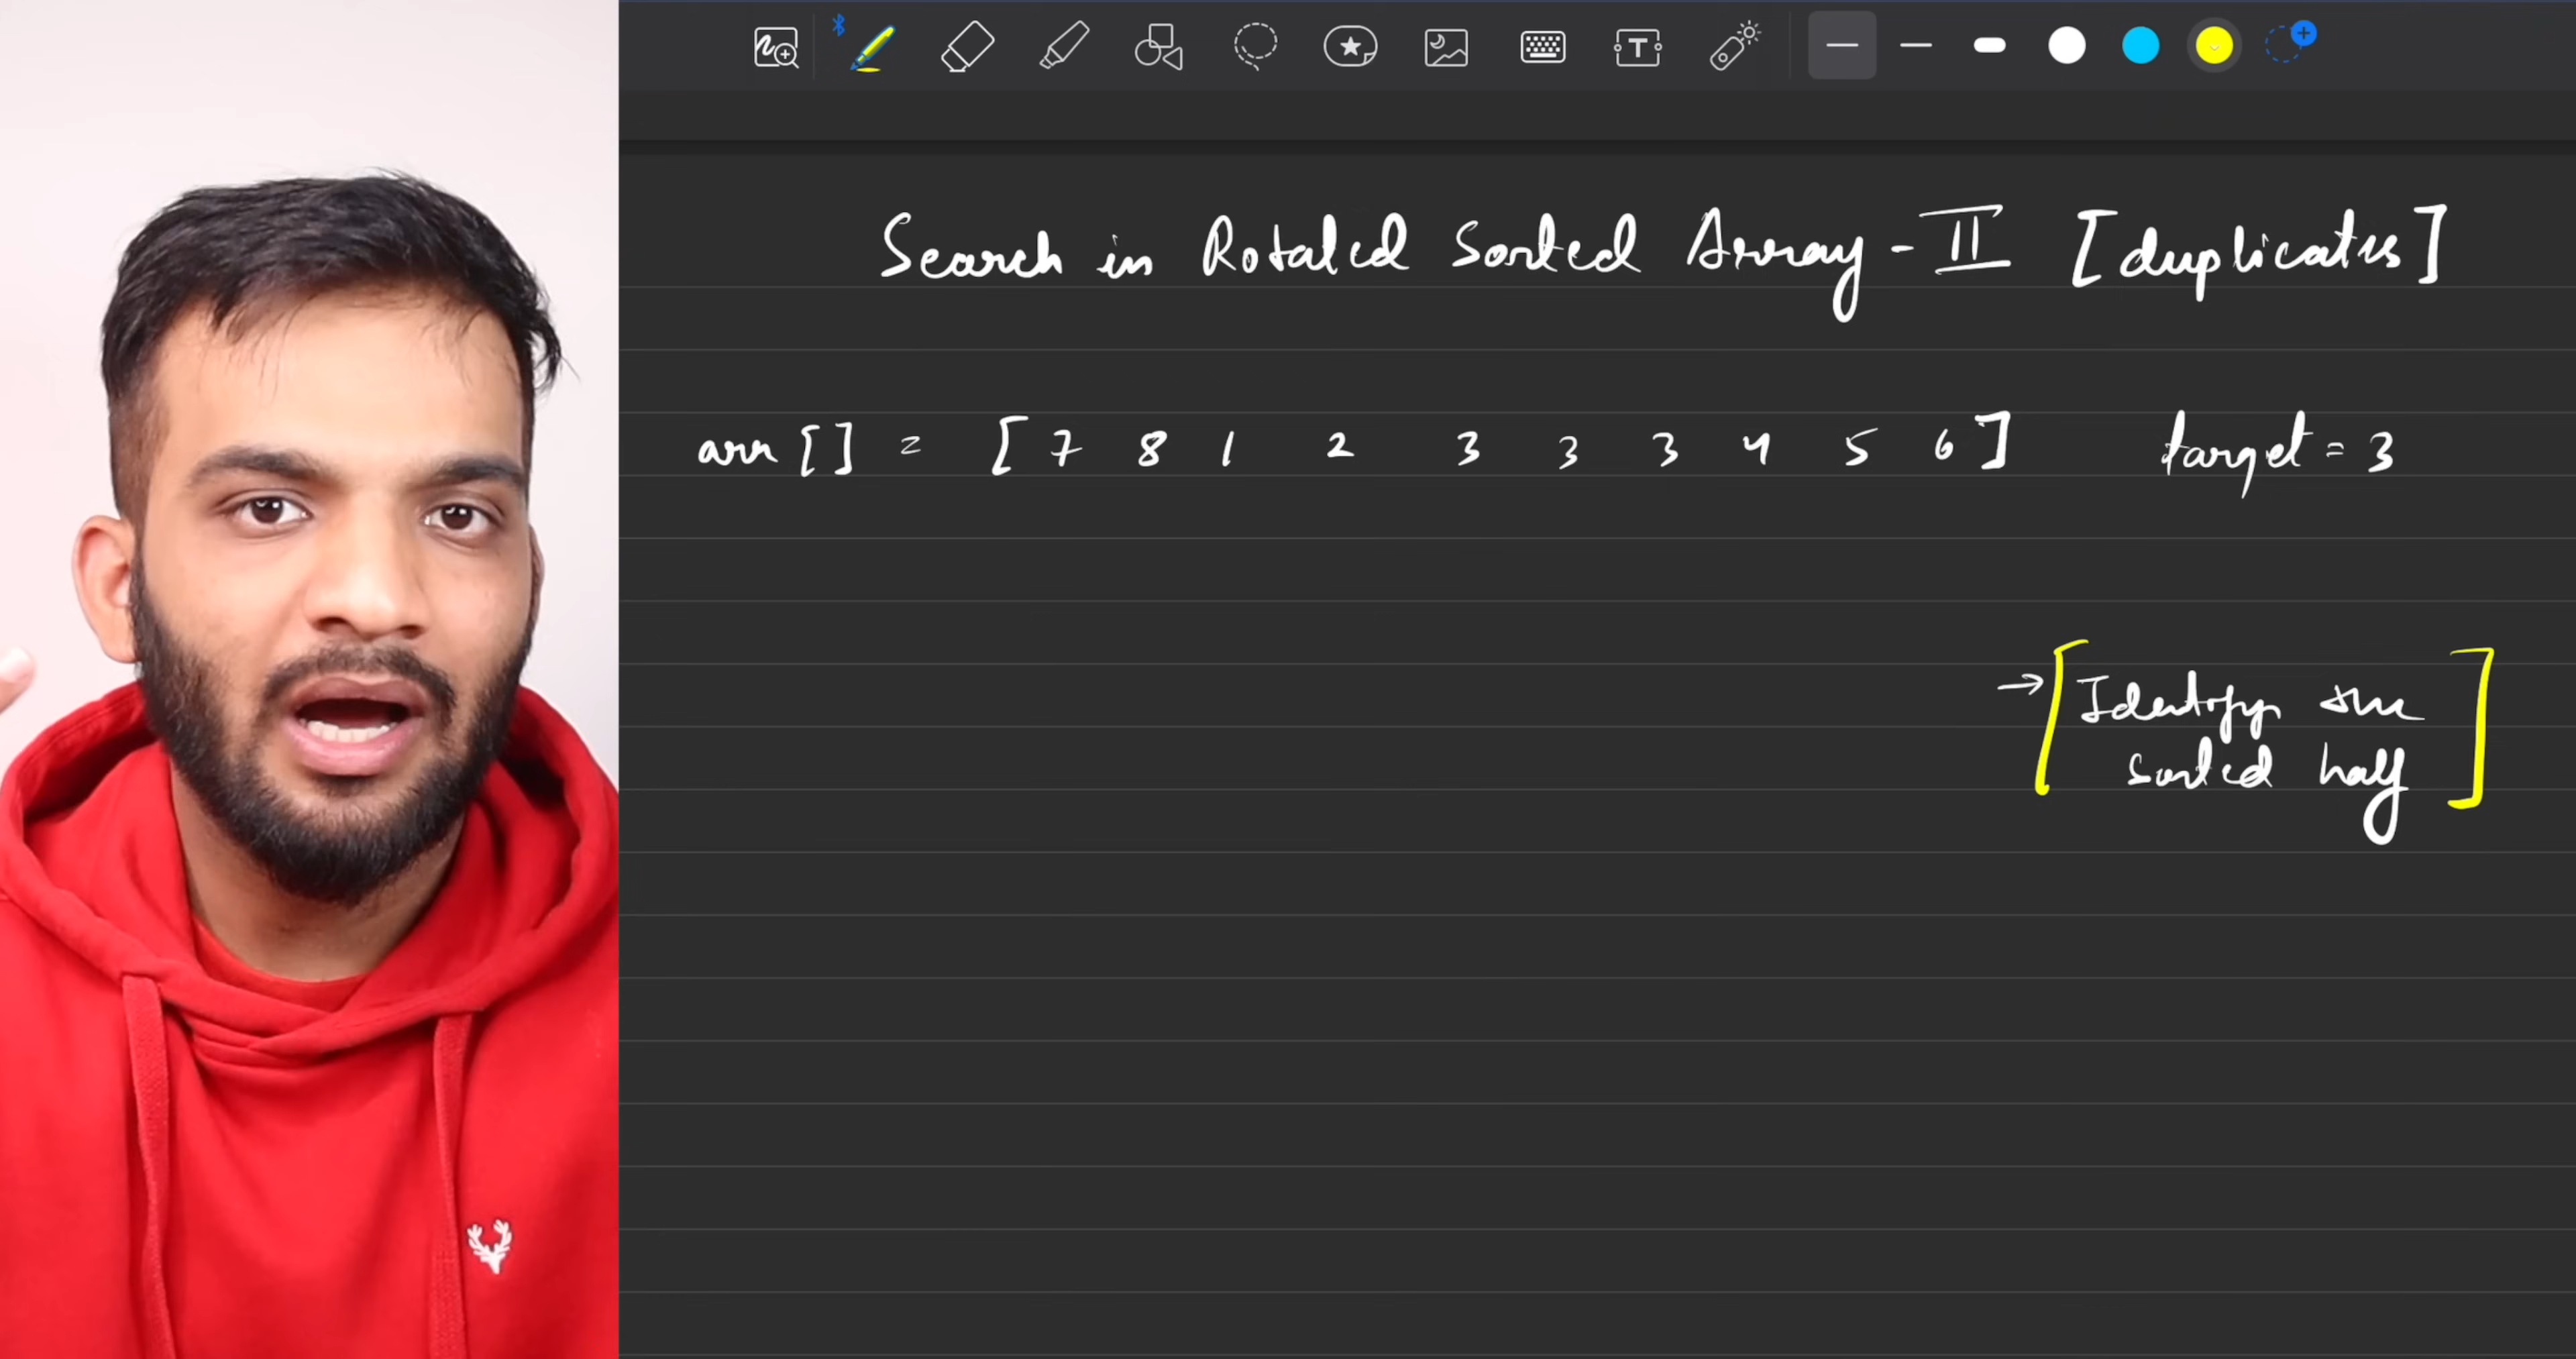 Search in Rotated Sorted Array - II [duplicates]
arr [ ] = [ 7 8 1 2 3 3 3 4 5 6 ] target = 3
→ [ Identify the
sorted half ]